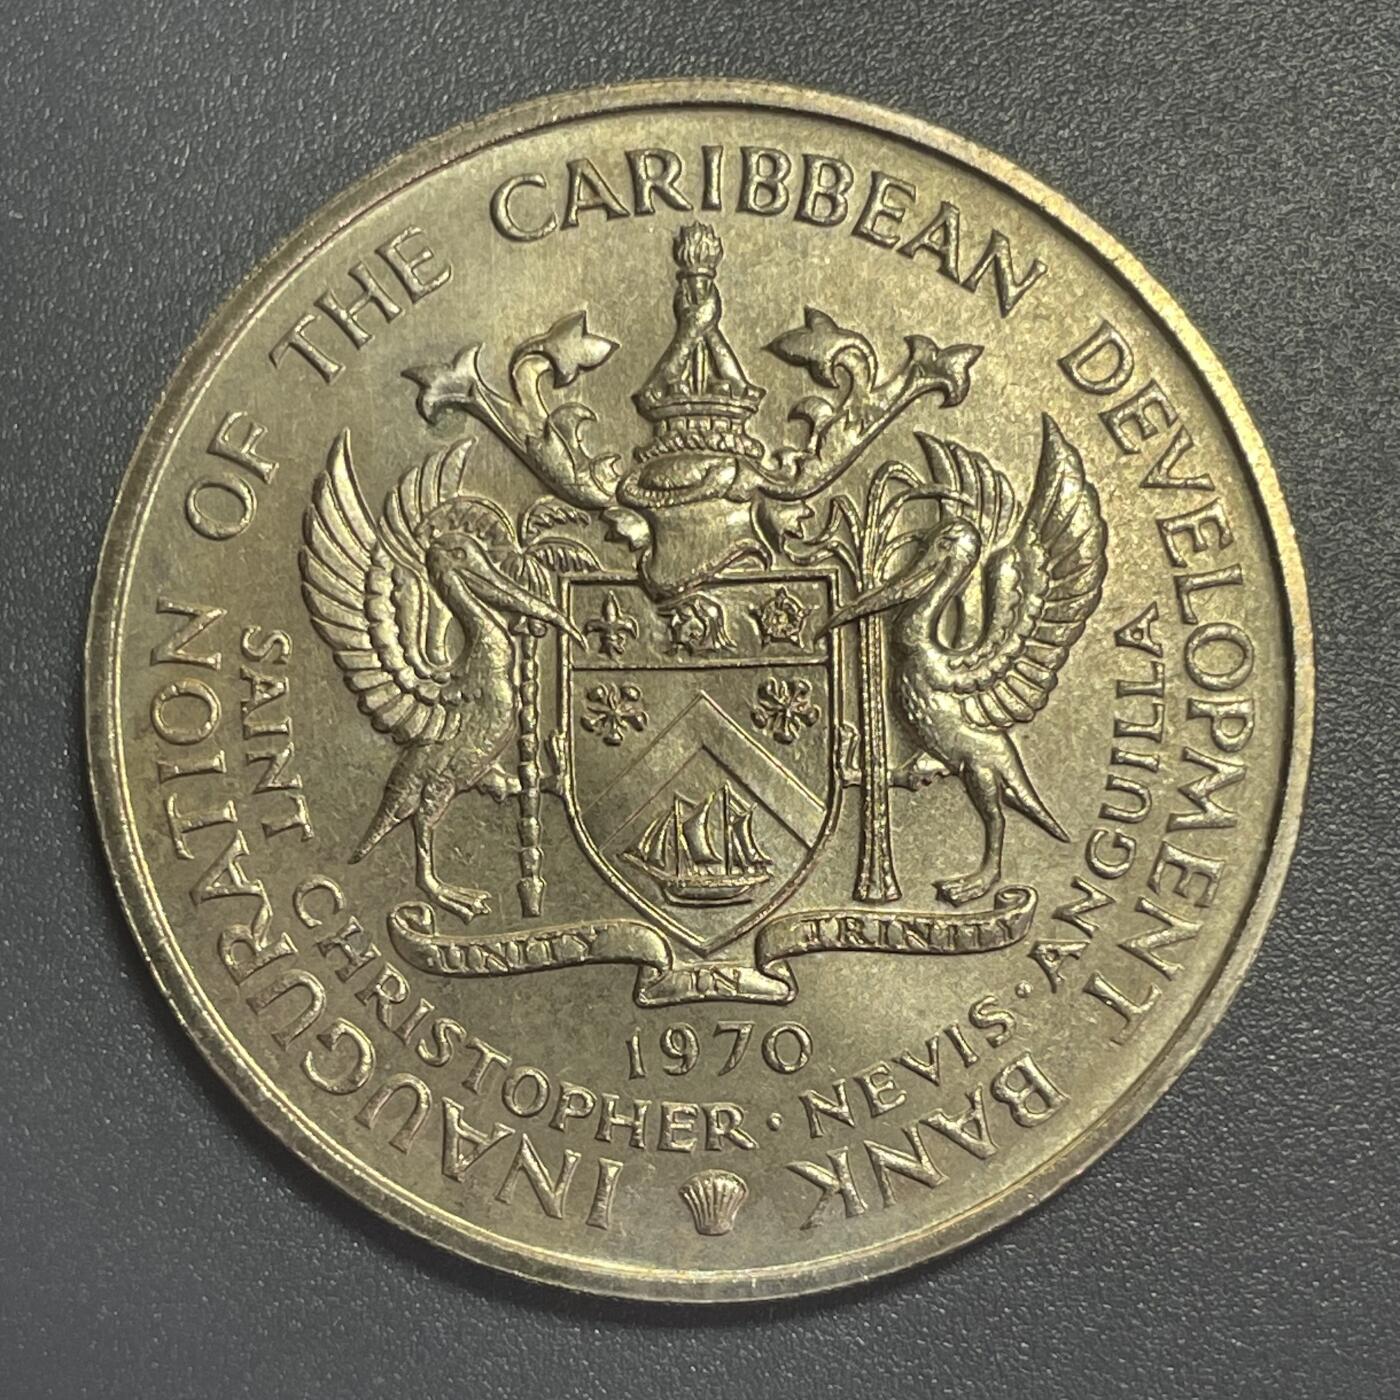 INAUGURATION OF THE CARIBBEAN DEVELOPMENT BANK
SAINT CHRISTOPHER · NEVIS · ANGUILLA
UNITY IN TRINITY
1970